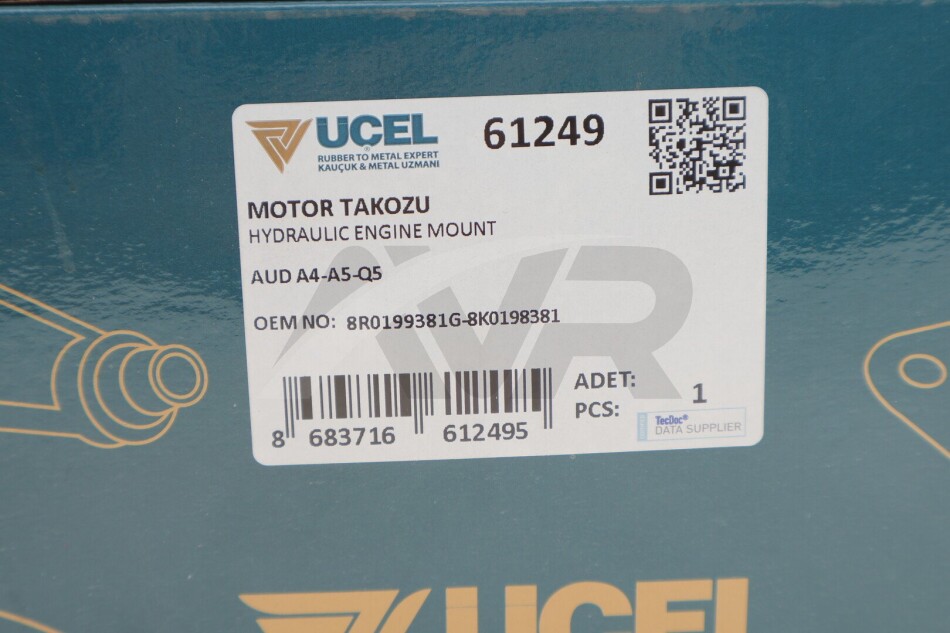 UCEL
61249
RUBBER TO METAL EXPERT
KAUÇUK & METAL UZMANI
MOTOR TAKOZU
HYDRAULIC ENGINE MOUNT
AUD A4-A5-Q5
OEM NO: 8R0199381G-8K0198381
AVR
8 683716 612495
ADET:
PCS: 1
TecDoc®
DATA SUPPLIER
UCEL